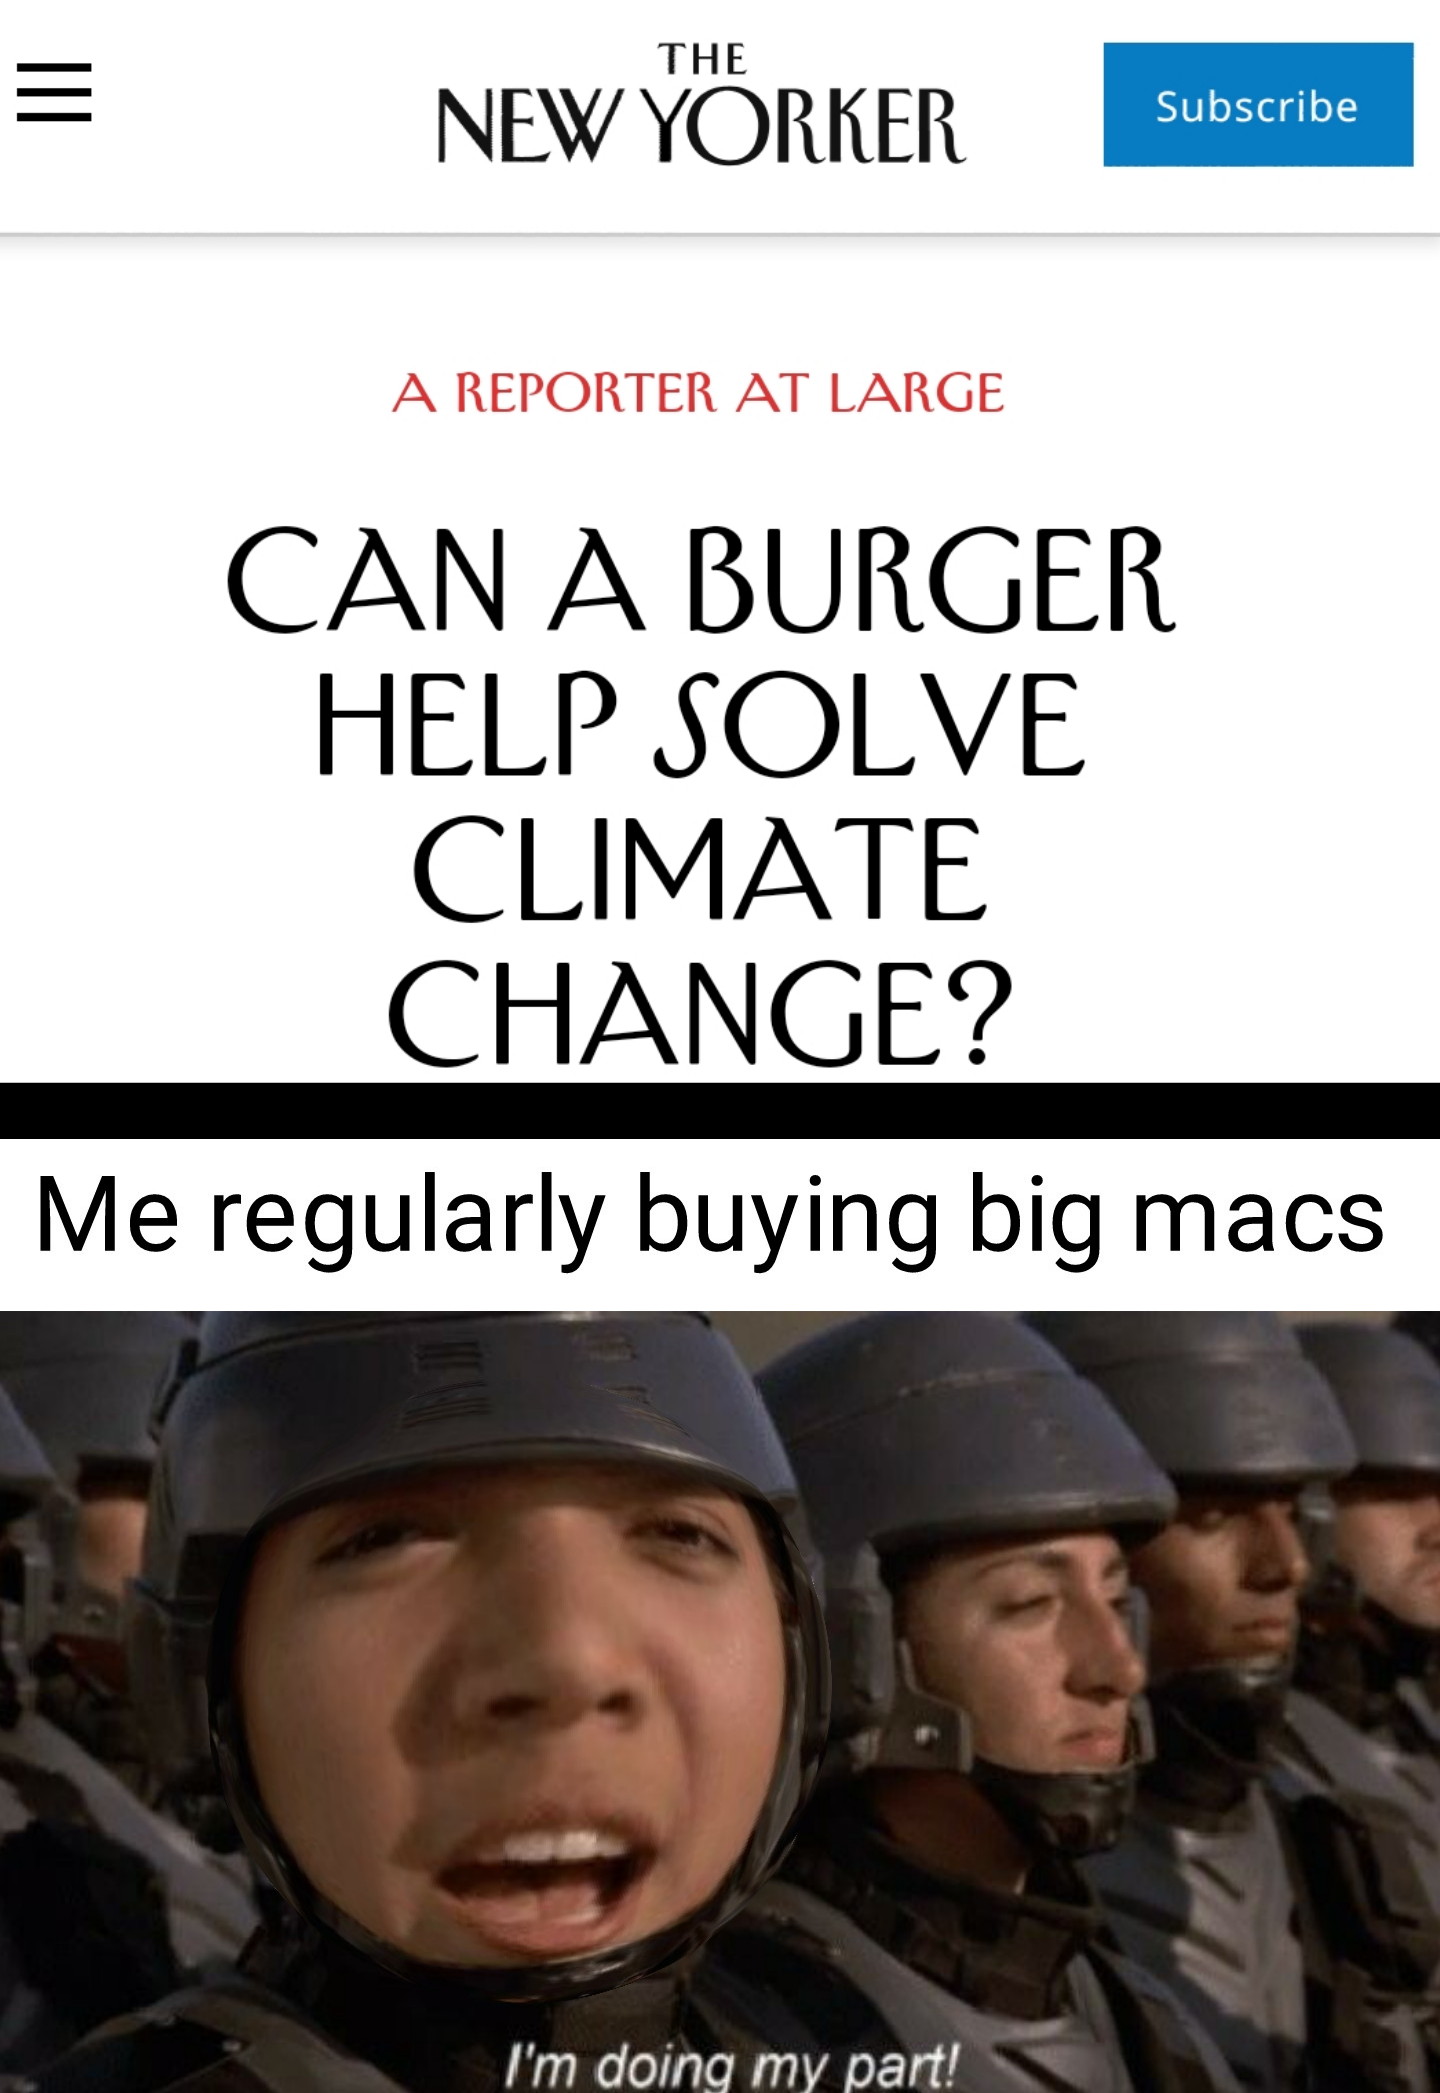 THE
NEW YORKER
Subscribe
A REPORTER AT LARGE
CAN A BURGER
HELP SOLVE
CLIMATE
CHANGE?
Me regularly buying big macs
I'm doing my part!